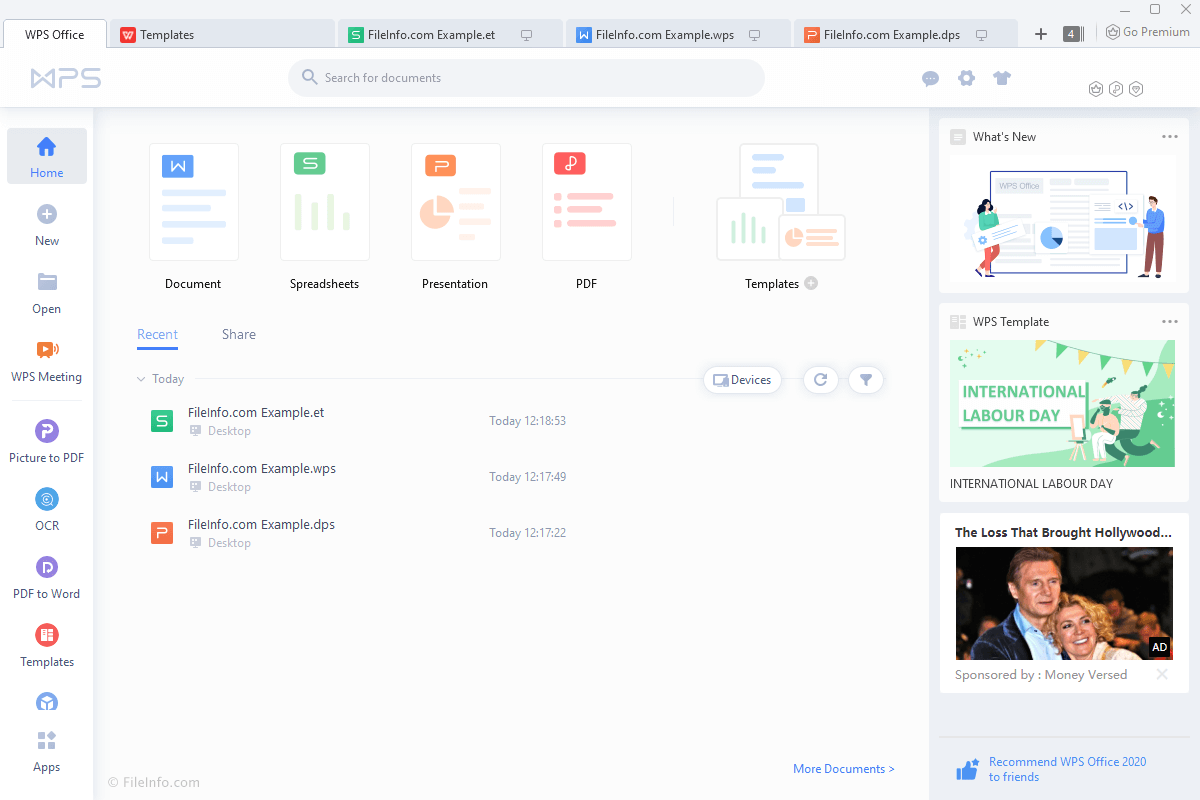 WPS Office
Templates
FileInfo.com Example.et
FileInfo.com Example.wps
FileInfo.com Example.dps
4
Go Premium
WPS
Search for documents
Home
New
Open
WPS Meeting
Picture to PDF
OCR
PDF to Word
Templates
Apps
W
S
P
P
Document
Spreadsheets
Presentation
PDF
Templates
Recent
Share
Today
Devices
FileInfo.com Example.et
Desktop
Today 12:18:53
FileInfo.com Example.wps
Desktop
Today 12:17:49
FileInfo.com Example.dps
Desktop
Today 12:17:22
More Documents >
© FileInfo.com
What's New
WPS Office
</>
WPS Template
INTERNATIONAL
LABOUR DAY
INTERNATIONAL LABOUR DAY
The Loss That Brought Hollywood...
AD
Sponsored by : Money Versed
Recommend WPS Office 2020
to friends